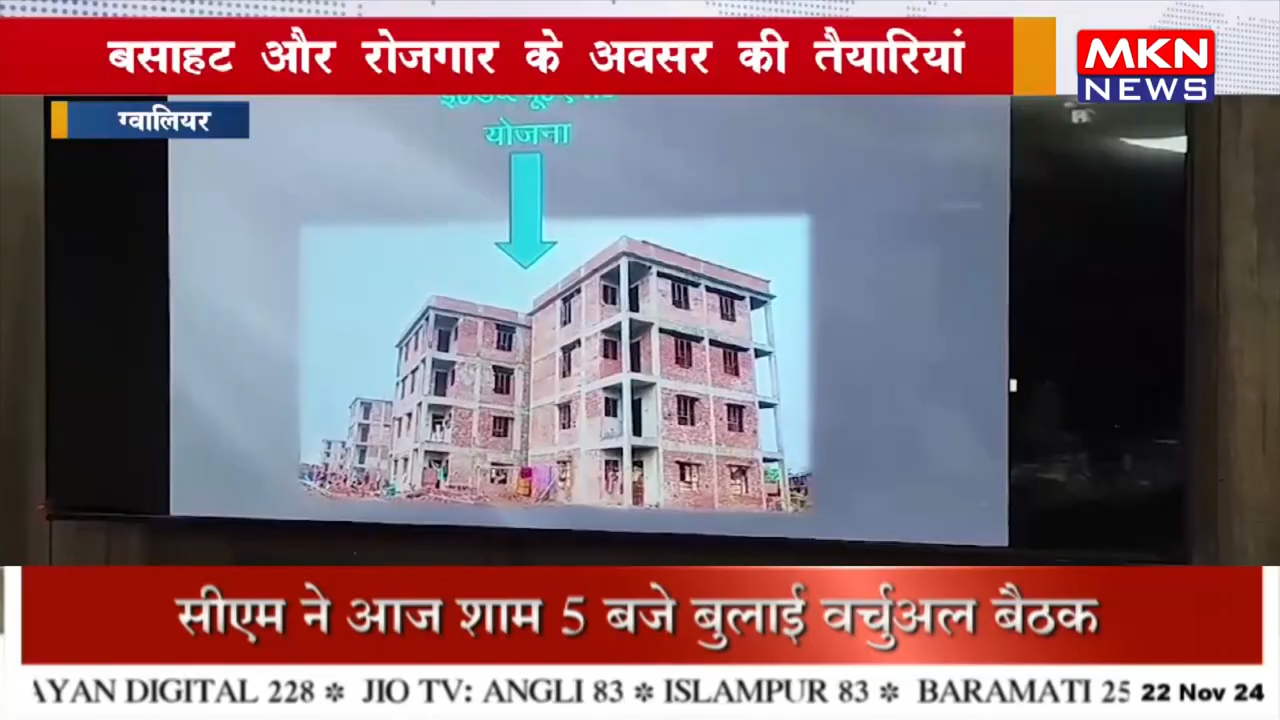 बसाहट और रोजगार के अवसर की तैयारियां
MKN
NEWS
ग्वालियर
योजना
सीएम ने आज शाम 5 बजे बुलाई वर्चुअल बैठक
AYAN DIGITAL 228 ✻ JIO TV: ANGLI 83 ✻ ISLAMPUR 83 ✻ BARAMATI 25 22 Nov 24